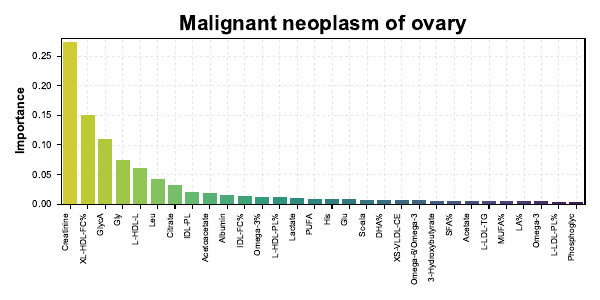 Malignant neoplasm of ovary
Importance
0.25
0.20
0.15
0.10
0.05
0.00
Creatinine
XL-HDL-FC%
GlycA
Gly
L-HDL-L
Leu
Citrate
IDL-PL
Acetoacetate
Albumin
IDL-FC%
Omega-3%
L-HDL-PL%
Lactate
PUFA
His
Glu
DHA%
XS-VLDL-CE
Omega-6/Omega-3
3-Hydroxybutyrate
SFA%
Acetate
L-LDL-TG
MUFA%
LA%
Omega-3
L-LDL-PL%
Phosphoglyc